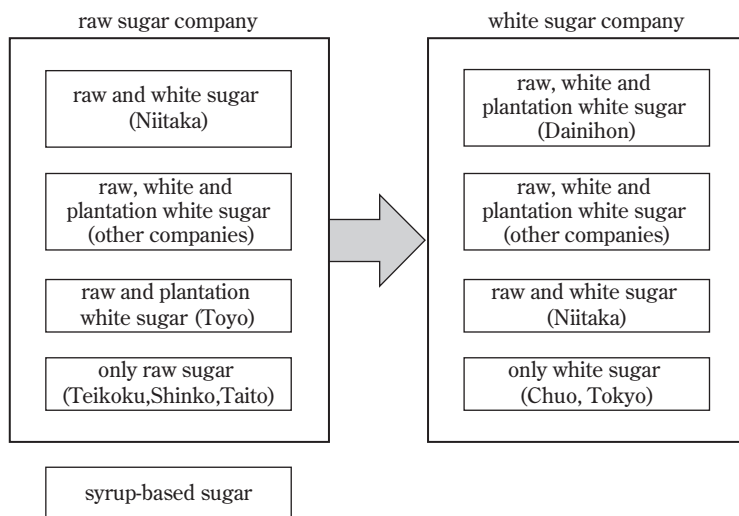 raw sugar company
raw and white sugar
(Niitaka)
raw, white and
plantation white sugar
(other companies)
raw and plantation
white sugar (Toyo)
only raw sugar
(Teikoku,Shinko,Taito)
syrup-based sugar
white sugar company
raw, white and
plantation white sugar
(Dainihon)
raw, white and
plantation white sugar
(other companies)
raw and white sugar
(Niitaka)
only white sugar
(Chuo, Tokyo)